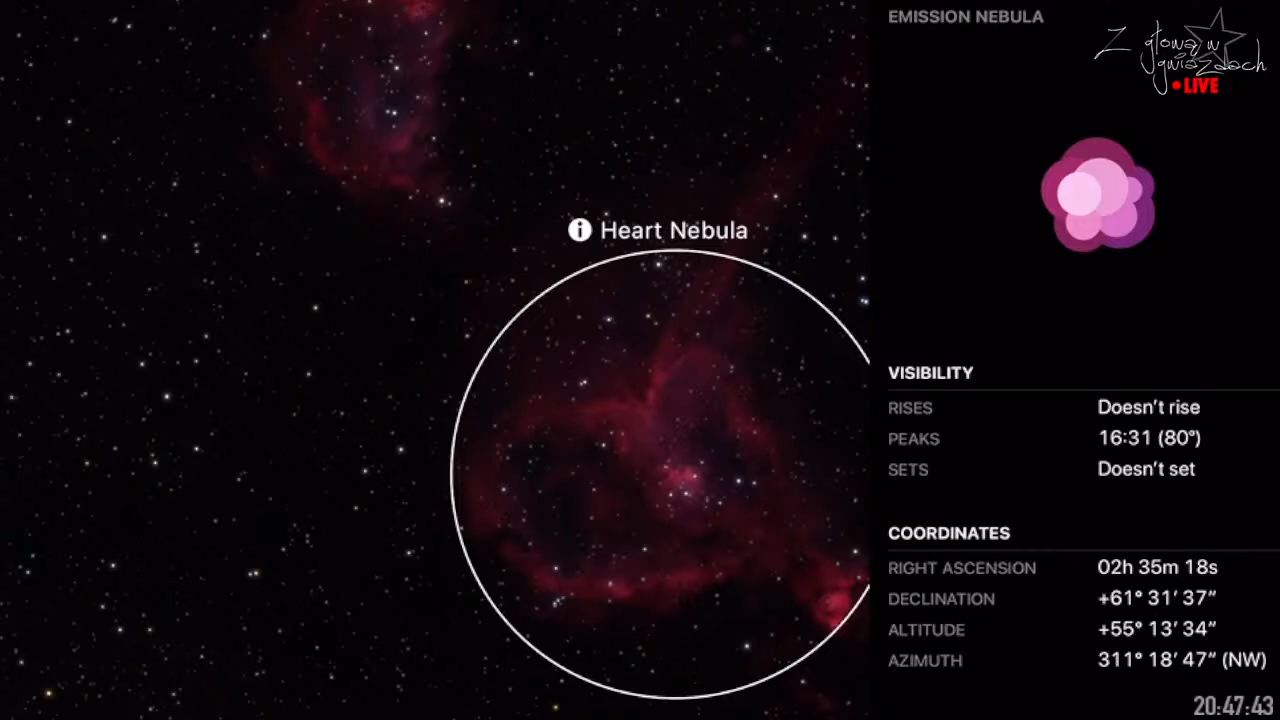 EMISSION NEBULA
Z głową w
gwiazdach
LIVE
i Heart Nebula
VISIBILITY
RISES Doesn’t rise
PEAKS 16:31 (80°)
SETS Doesn’t set
COORDINATES
RIGHT ASCENSION 02h 35m 18s
DECLINATION +61° 31′ 37″
ALTITUDE +55° 13′ 34″
AZIMUTH 311° 18′ 47″ (NW)
20:47:43